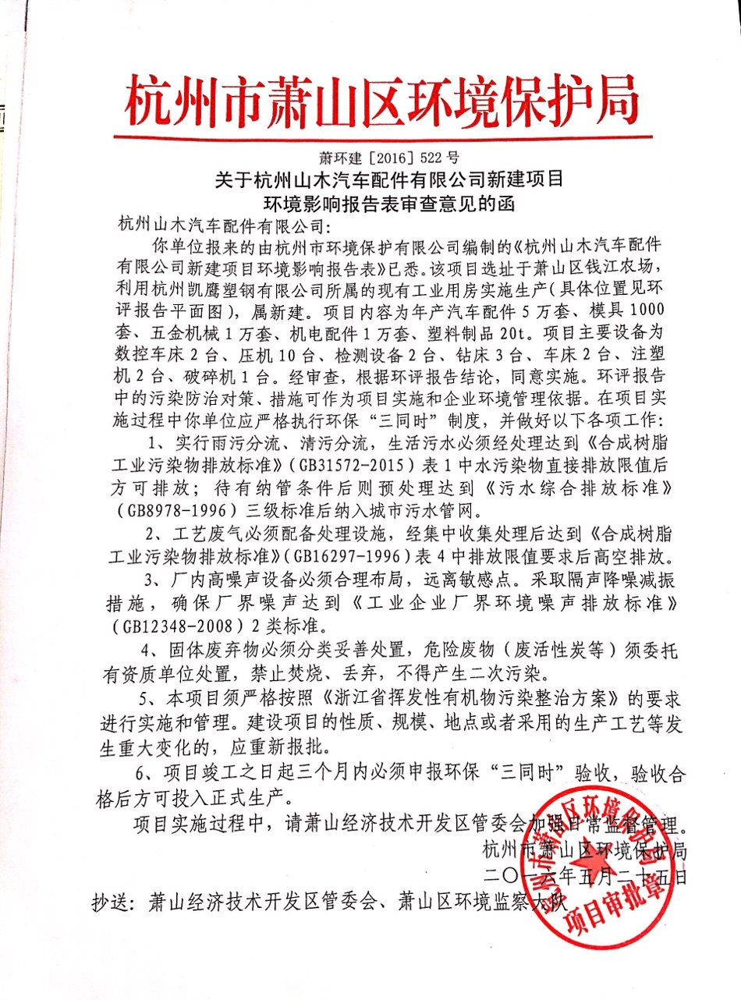 杭州市萧山区环境保护局
萧环建［2016］522号
关于杭州山木汽车配件有限公司新建项目
环境影响报告表审查意见的函
杭州山木汽车配件有限公司：
你单位报来的由杭州市环境保护有限公司编制的《杭州山木汽车配件
有限公司新建项目环境影响报告表》已悉。该项目选址于萧山区钱江农场，
利用杭州凯鹰塑钢有限公司所属的现有工业用房实施生产（具体位置见环
评报告平面图），属新建。项目内容为年产汽车配件5万套、模具1000
套、五金机械1万套、机电配件1万套、塑料制品20t。项目主要设备为
数控车床2台、压机10台、检测设备2台、钻床3台、车床2台、注塑
机2台、破碎机1台。经审查，根据环评报告结论，同意实施。环评报告
中的污染防治对策、措施可作为项目实施和企业环境管理依据。在项目实
施过程中你单位应严格执行环保“三同时”制度，并做好以下各项工作：
1、实行雨污分流、清污分流，生活污水必须经处理达到《合成树脂
工业污染物排放标准》（GB31572-2015）表1中水污染物直接排放限值后
方可排放；待有纳管条件后则预处理达到《污水综合排放标准》
（GB8978-1996）三级标准后纳入城市污水管网。
2、工艺废气必须配备处理设施，经集中收集处理后达到《合成树脂
工业污染物排放标准》（GB16297-1996）表4中排放限值要求后高空排放。
3、厂内高噪声设备必须合理布局，远离敏感点。采取隔声降噪减振
措施，确保厂界噪声达到《工业企业厂界环境噪声排放标准》
（GB12348-2008）2类标准。
4、固体废弃物必须分类妥善处置，危险废物（废活性炭等）须委托
有资质单位处置，禁止焚烧、丢弃，不得产生二次污染。
5、本项目须严格按照《浙江省挥发性有机物污染整治方案》的要求
进行实施和管理。建设项目的性质、规模、地点或者采用的生产工艺等发
生重大变化的，应重新报批。
6、项目竣工之日起三个月内必须申报环保“三同时”验收，验收合
格后方可投入正式生产。
项目实施过程中，请萧山经济技术开发区管委会加强日常监督管理。
杭州市萧山区环境保护局
二〇一六年五月二十五日
抄送：萧山经济技术开发区管委会、萧山区环境监察大队
杭州市萧山区环境保护局
项目审批章